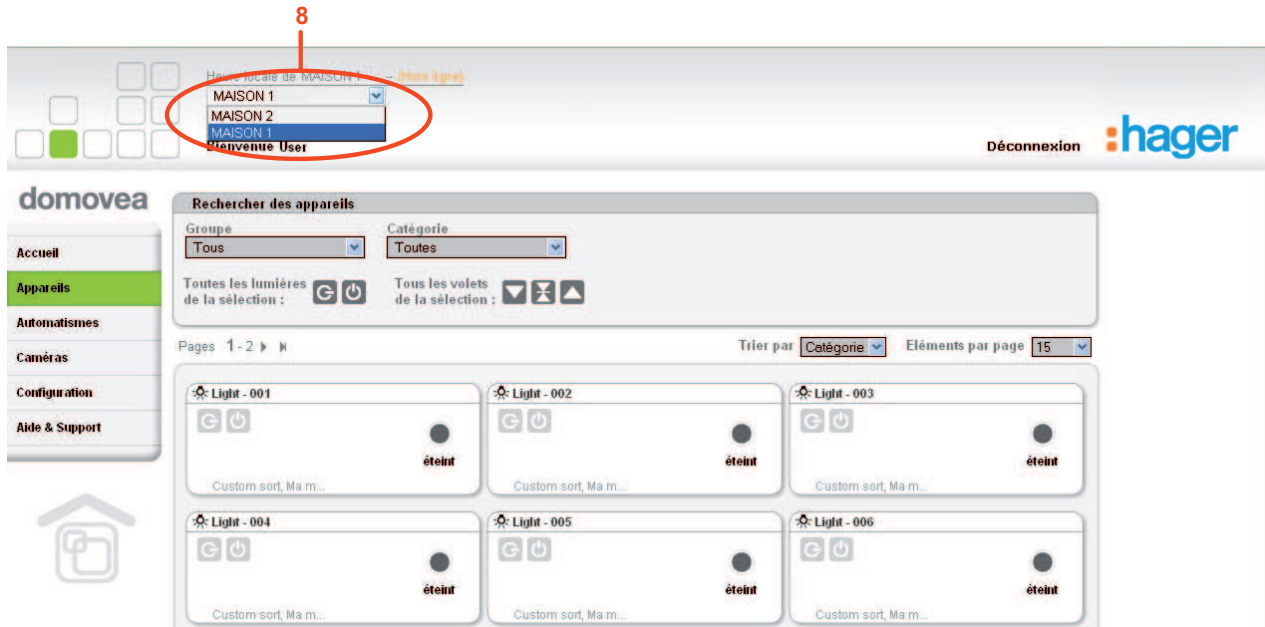 8
Heure locale de MAISON 1 - (Hors ligne)
MAISON 1
MAISON 2
MAISON 1
Bienvenue User
Déconnexion
:hager
domovea
Accueil
Appareils
Automatismes
Caméras
Configuration
Aide & Support
Rechercher des appareils
Groupe
Catégorie
Tous
Toutes
Toutes les lumières
de la sélection :
Tous les volets
de la sélection :
Pages 1 - 2
Trier par Catégorie
Eléments par page 15
Light - 001
éteint
Custom sort, Ma m...
Light - 002
éteint
Custom sort, Ma m...
Light - 003
éteint
Custom sort, Ma m...
Light - 004
éteint
Custom sort, Ma m...
Light - 005
éteint
Custom sort, Ma m...
Light - 006
éteint
Custom sort, Ma m...